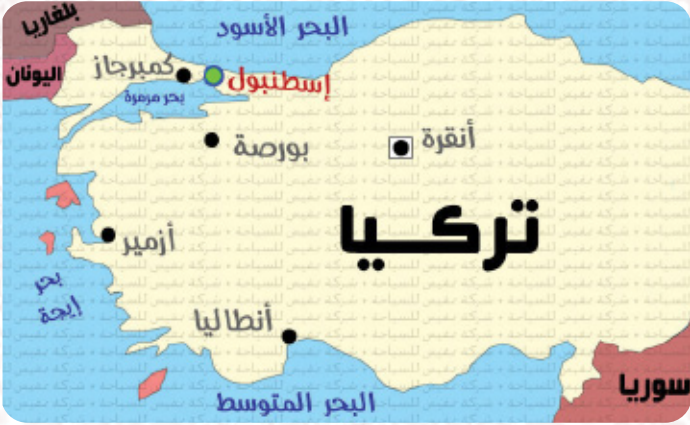 بلغاريا
البحر الأسود
اليونان
كمبرجاز
إسطنبول
بحر مرمرة
بورصة
أنقرة
تركيا
أزمير
بحر
إيجة
أنطاليا
سوريا
البحر المتوسط